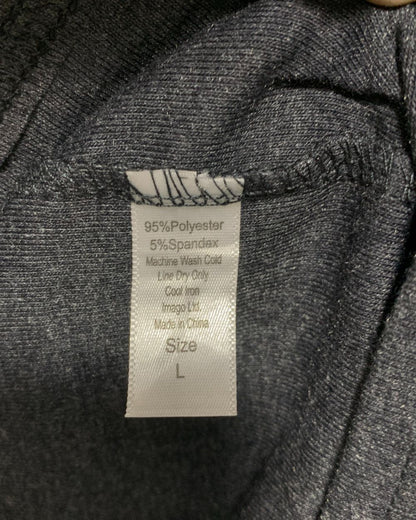 95%Polyester
5%Spandex
Machine Wash Cold
Line Dry Only
Cool Iron
Imago Ltd.
Made in China
Size
L